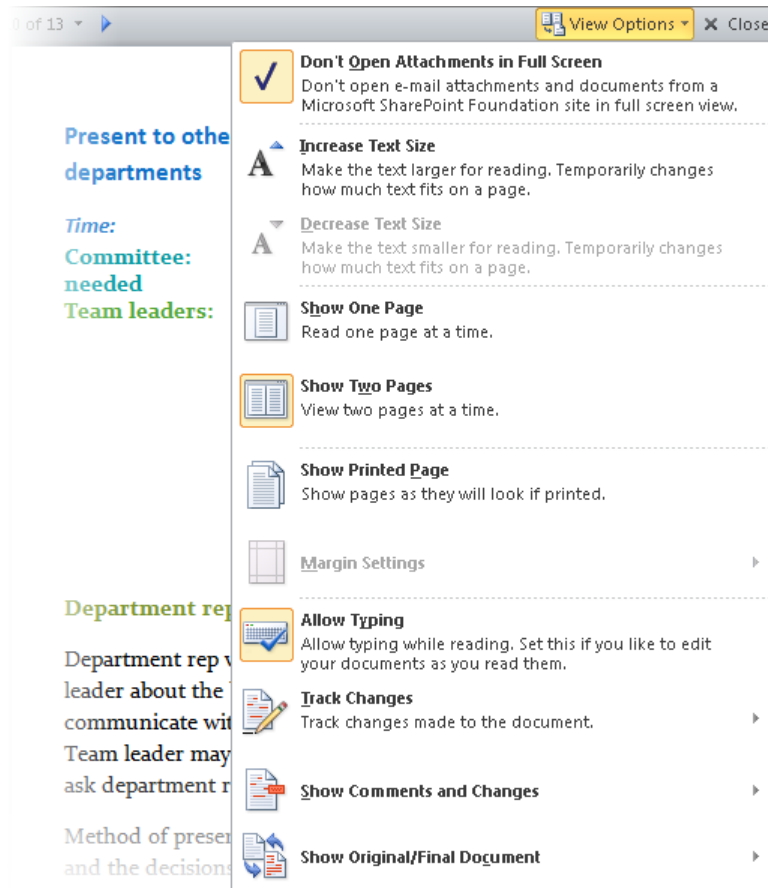 of 13
View Options
Close
Don't Open Attachments in Full Screen
Don't open e-mail attachments and documents from a
Microsoft SharePoint Foundation site in full screen view.
Increase Text Size
Make the text larger for reading. Temporarily changes
how much text fits on a page.
Decrease Text Size
Make the text smaller for reading. Temporarily changes
how much text fits on a page.
Show One Page
Read one page at a time.
Show Two Pages
View two pages at a time.
Show Printed Page
Show pages as they will look if printed.
Margin Settings
Allow Typing
Allow typing while reading. Set this if you like to edit
your documents as you read them.
Track Changes
Track changes made to the document.
Show Comments and Changes
Show Original/Final Document
Present to othe
departments
Time:
Committee:
needed
Team leaders:
Department rep
Department rep v
leader about the
communicate wit
Team leader may
ask department r
Method of presen
and the decisions